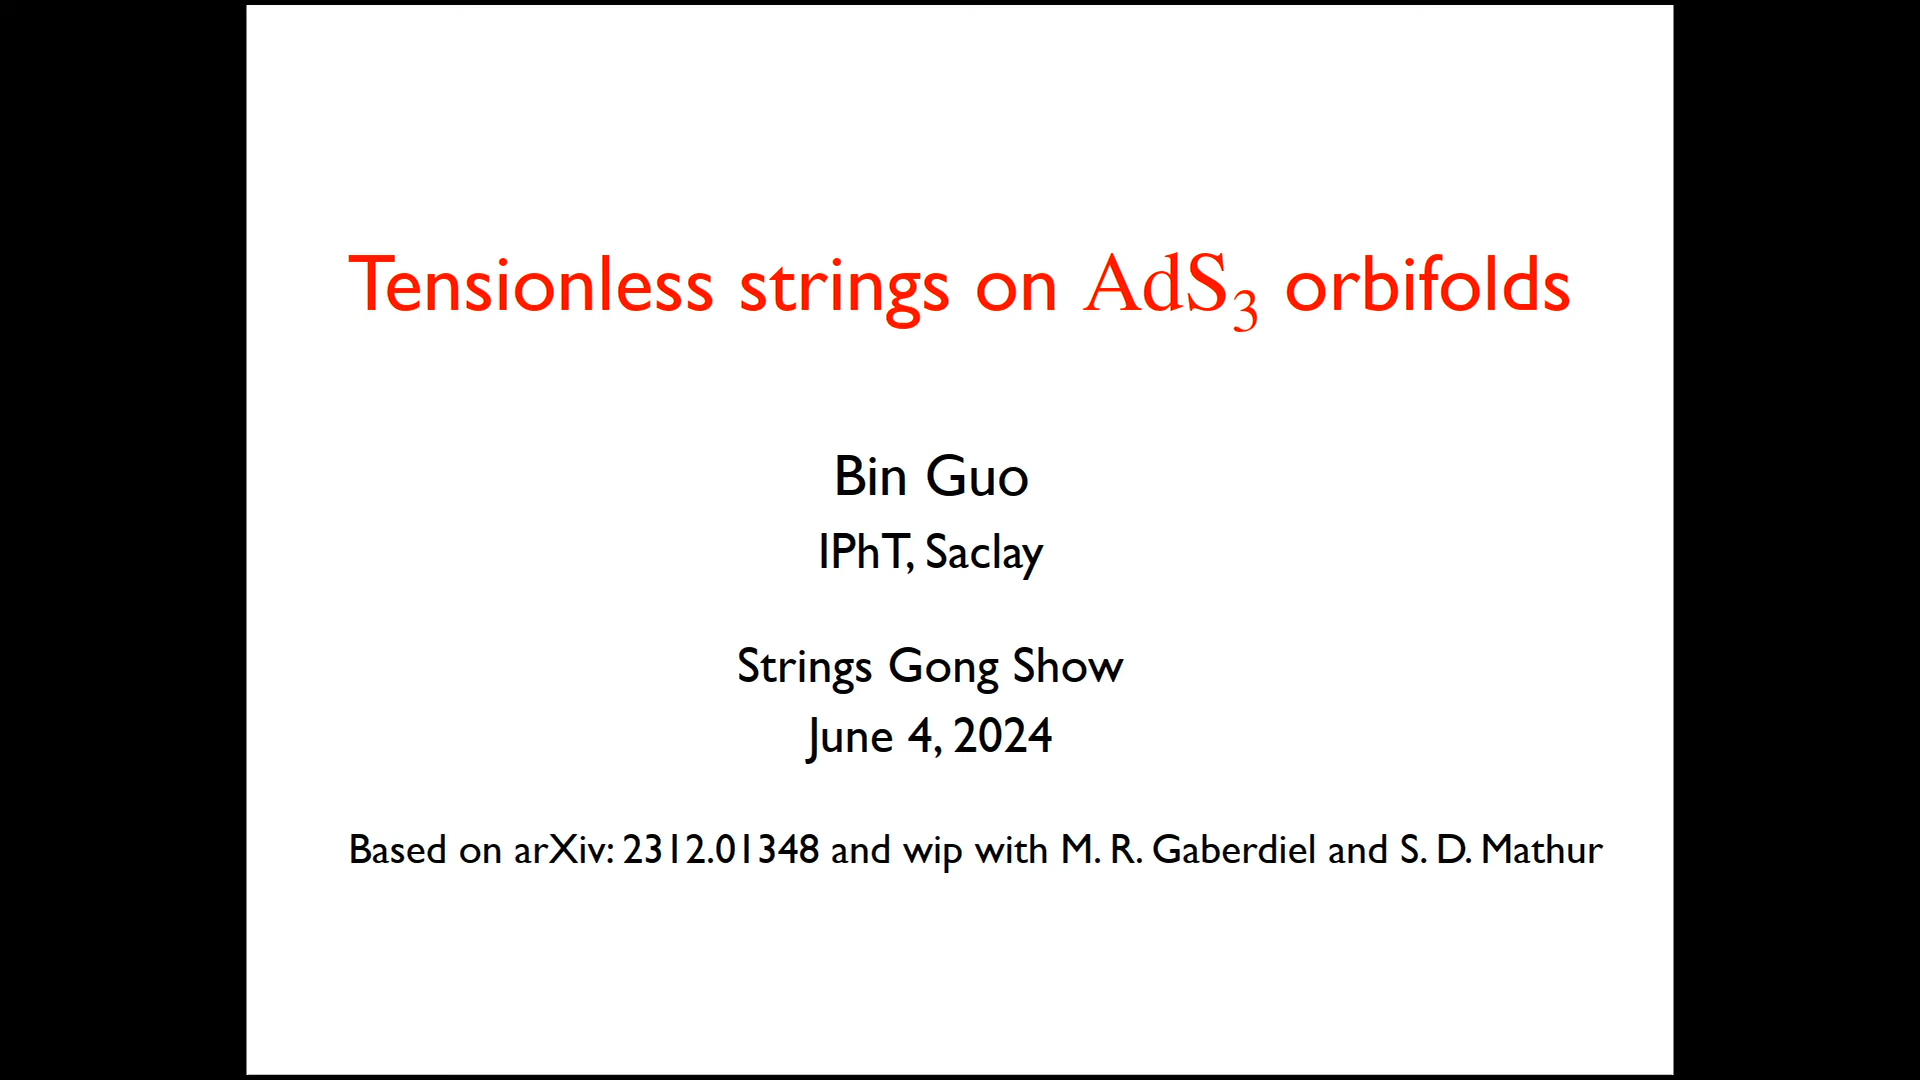 Tensionless strings on AdS₃ orbifolds
Bin Guo
IPhT, Saclay
Strings Gong Show
June 4, 2024
Based on arXiv: 2312.01348 and wip with M. R. Gaberdiel and S. D. Mathur